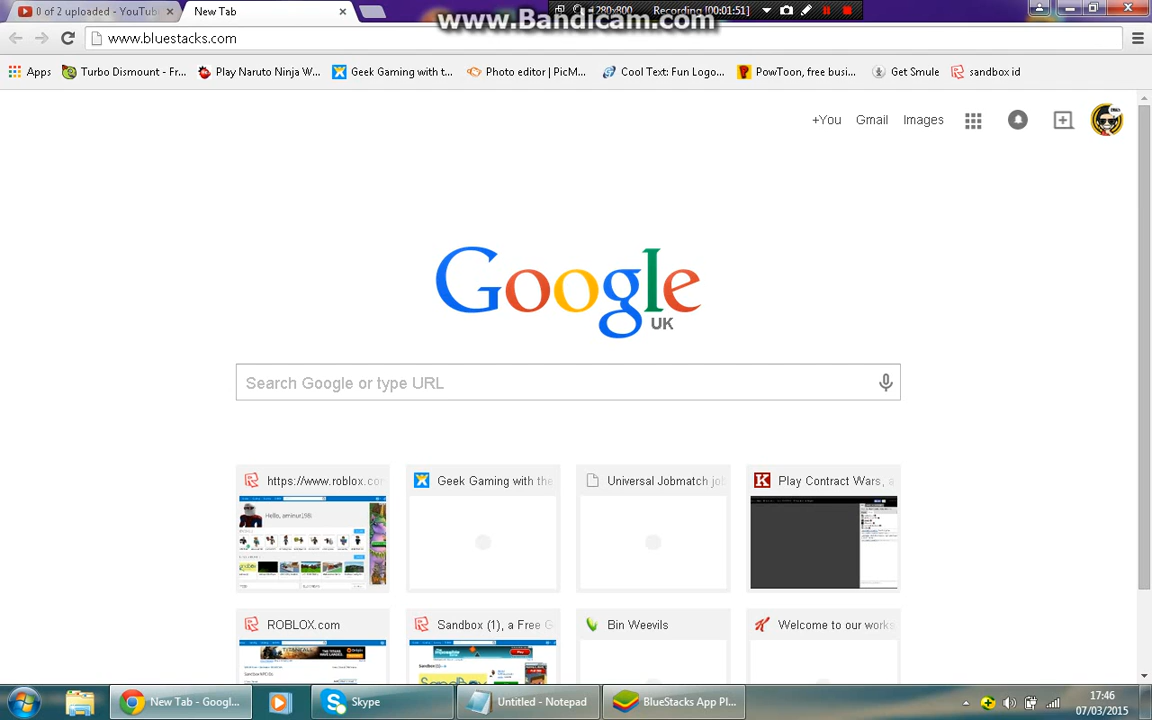 0 of 2 uploaded - YouTube
New Tab
www.Bandicam.com
1280x800
Recording [00:01:51]
www.bluestacks.com
Apps
Turbo Dismount - Fr...
Play Naruto Ninja W...
Geek Gaming with t...
Photo editor | PicM...
Cool Text: Fun Logo...
PowToon, free busi...
Get Smule
sandbox id
+You
Gmail
Images
Google
UK
Search Google or type URL
https://www.roblox.com
Geek Gaming with the
Universal Jobmatch jo
Play Contract Wars, a
Hello, aminur198!
ROBLOX.com
Sandbox (1), a Free G
Bin Weevils
Welcome to our works
New Tab - Googl...
Skype
Untitled - Notepad
BlueStacks App Pl...
17:46
07/03/2015